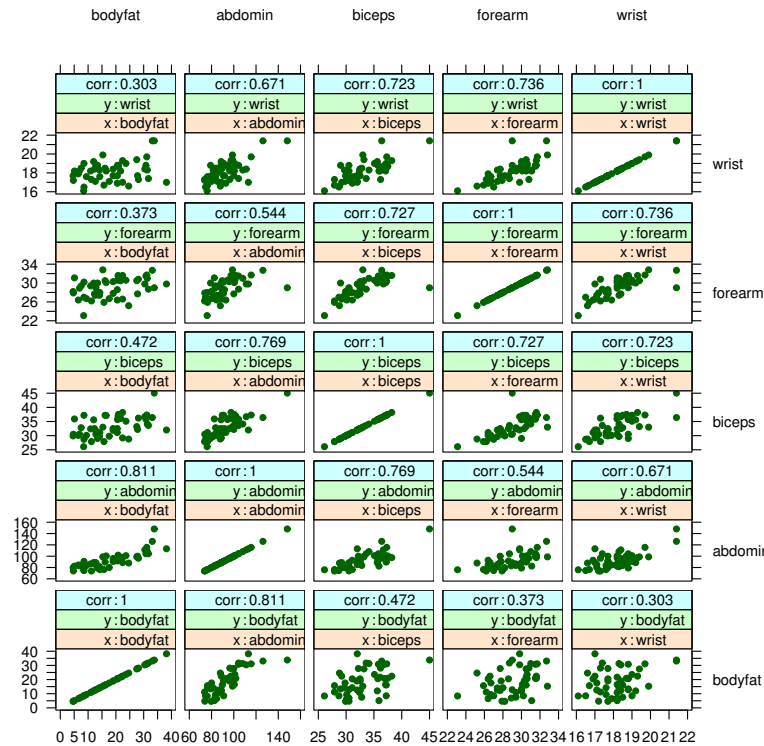 bodyfat abdomin biceps forearm wrist
corr:0.303 corr:0.671 corr:0.723 corr:0.736 corr:1
y:wrist y:wrist y:wrist y:wrist y:wrist
x:bodyfat x:abdomin x:biceps x:forearm x:wrist
22
20
18
16
wrist
corr:0.373 corr:0.544 corr:0.727 corr:1 corr:0.736
y:forearm y:forearm y:forearm y:forearm y:forearm
x:bodyfat x:abdomin x:biceps x:forearm x:wrist
34
30
26
22
forearm
corr:0.472 corr:0.769 corr:1 corr:0.727 corr:0.723
y:biceps y:biceps y:biceps y:biceps y:biceps
x:bodyfat x:abdomin x:biceps x:forearm x:wrist
45
40
35
30
25
biceps
corr:0.811 corr:1 corr:0.769 corr:0.544 corr:0.671
y:abdomin y:abdomin y:abdomin y:abdomin y:abdomin
x:bodyfat x:abdomin x:biceps x:forearm x:wrist
160
140
120
100
80
60
abdomin
corr:1 corr:0.811 corr:0.472 corr:0.373 corr:0.303
y:bodyfat y:bodyfat y:bodyfat y:bodyfat y:bodyfat
x:bodyfat x:abdomin x:biceps x:forearm x:wrist
40
30
20
10
0
bodyfat
0 5 10 20 30 40 60 80 100 140 25 30 35 40 45 22 24 26 28 30 32 34 16 17 18 19 20 21 22